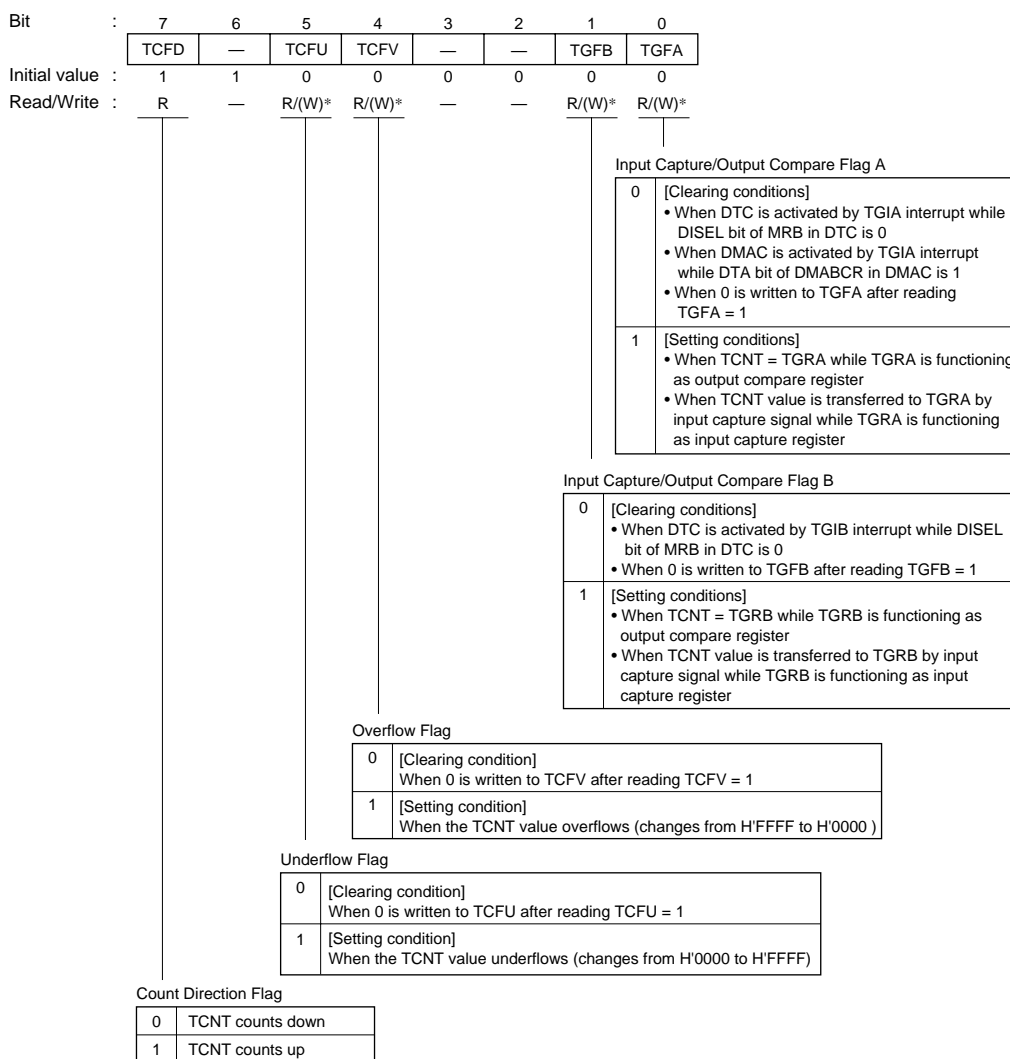 Bit : 7 6 5 4 3 2 1 0
TCFD — TCFU TCFV — — TGFB TGFA
Initial value : 1 1 0 0 0 0 0 0
Read/Write : R — R/(W)* R/(W)* — — R/(W)* R/(W)*
Input Capture/Output Compare Flag A
0 [Clearing conditions]
• When DTC is activated by TGIA interrupt while
DISEL bit of MRB in DTC is 0
• When DMAC is activated by TGIA interrupt
while DTA bit of DMABCR in DMAC is 1
• When 0 is written to TGFA after reading
TGFA = 1
1 [Setting conditions]
• When TCNT = TGRA while TGRA is functioning
as output compare register
• When TCNT value is transferred to TGRA by
input capture signal while TGRA is functioning
as input capture register
Input Capture/Output Compare Flag B
0 [Clearing conditions]
• When DTC is activated by TGIB interrupt while DISEL
bit of MRB in DTC is 0
• When 0 is written to TGFB after reading TGFB = 1
1 [Setting conditions]
• When TCNT = TGRB while TGRB is functioning as
output compare register
• When TCNT value is transferred to TGRB by input
capture signal while TGRB is functioning as input
capture register
Overflow Flag
0 [Clearing condition]
When 0 is written to TCFV after reading TCFV = 1
1 [Setting condition]
When the TCNT value overflows (changes from H'FFFF to H'0000 )
Underflow Flag
0 [Clearing condition]
When 0 is written to TCFU after reading TCFU = 1
1 [Setting condition]
When the TCNT value underflows (changes from H'0000 to H'FFFF)
Count Direction Flag
0 TCNT counts down
1 TCNT counts up